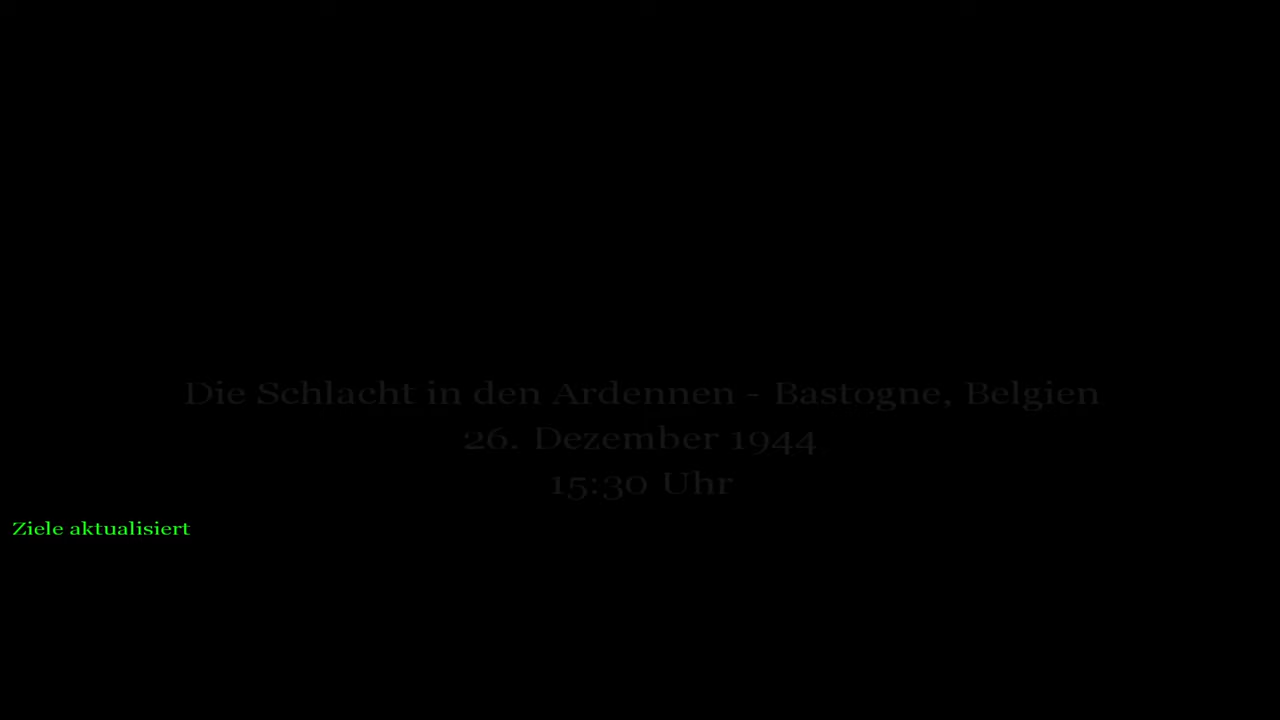 Die Schlacht in den Ardennen - Bastogne, Belgien
26. Dezember 1944
15:30 Uhr
Ziele aktualisiert